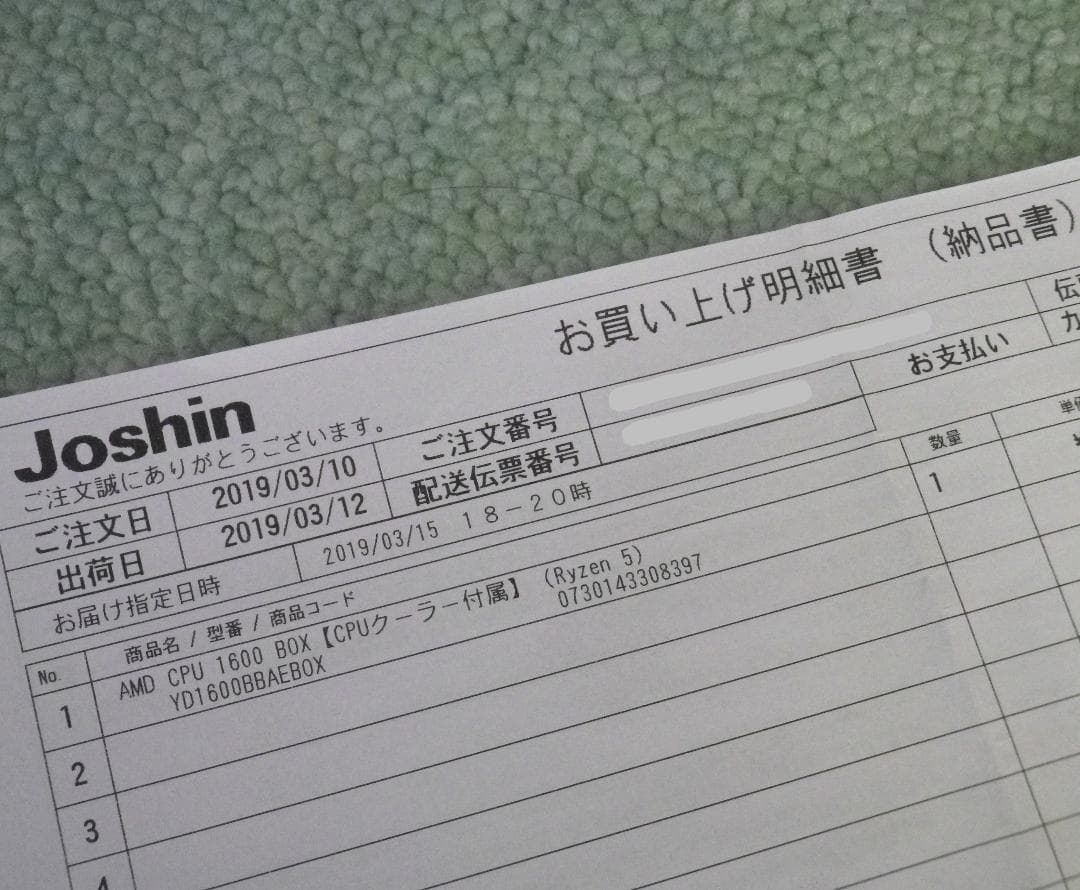 お買い上げ明細書 (納品書)
Joshin
ご注文誠にありがとうございます。
ご注文日 2019/03/10 ご注文番号 お支払い
出荷日 2019/03/12 配送伝票番号
お届け指定日時 2019/03/15 18-20時
No. 商品名 / 型番 / 商品コード 数量
1 AMD CPU 1600 BOX【CPUクーラー付属】 (Ryzen 5) 1
YD1600BBAEBOX 0730143308397
2
3
4